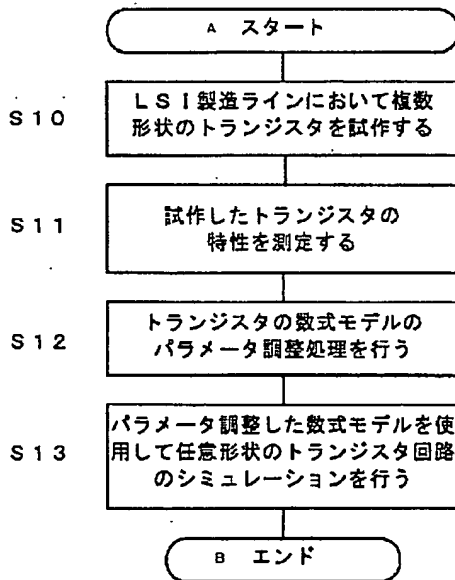 A スタート
S10
LSI製造ラインにおいて複数
形状のトランジスタを試作する
S11
試作したトランジスタの
特性を測定する
S12
トランジスタの数式モデルの
パラメータ調整処理を行う
S13
パラメータ調整した数式モデルを使
用して任意形状のトランジスタ回路
のシミュレーションを行う
B エンド